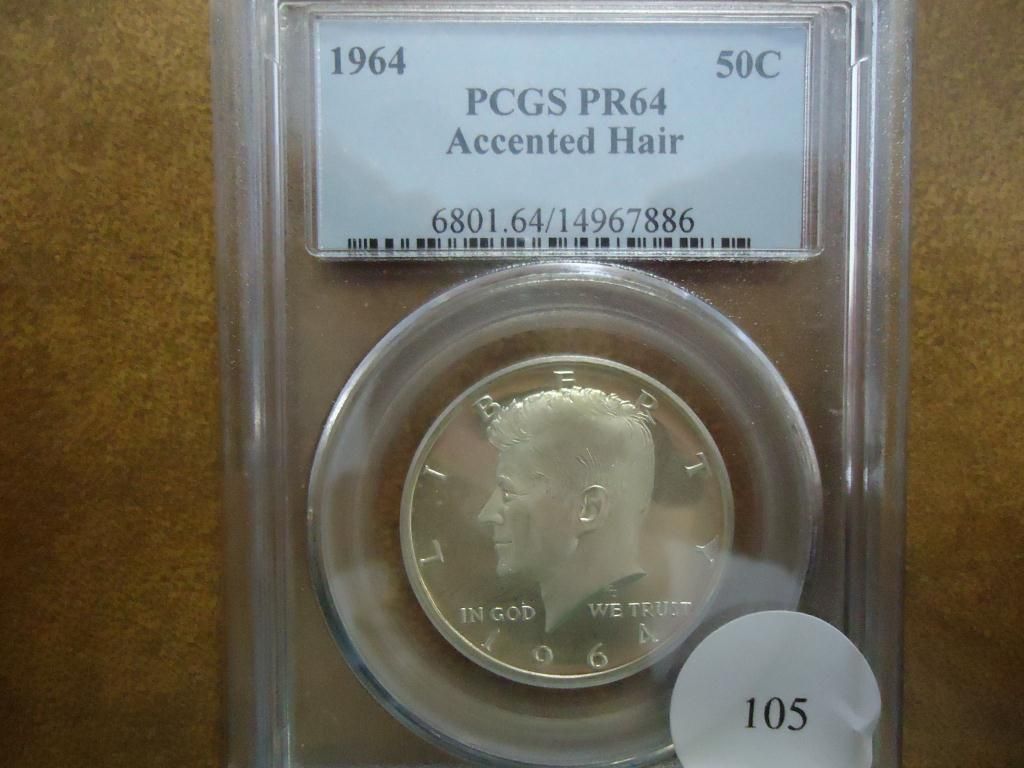 1964 50C
PCGS PR64
Accented Hair
6801.64/14967886
LIBERTY
IN GOD WE TRUST
1964
105